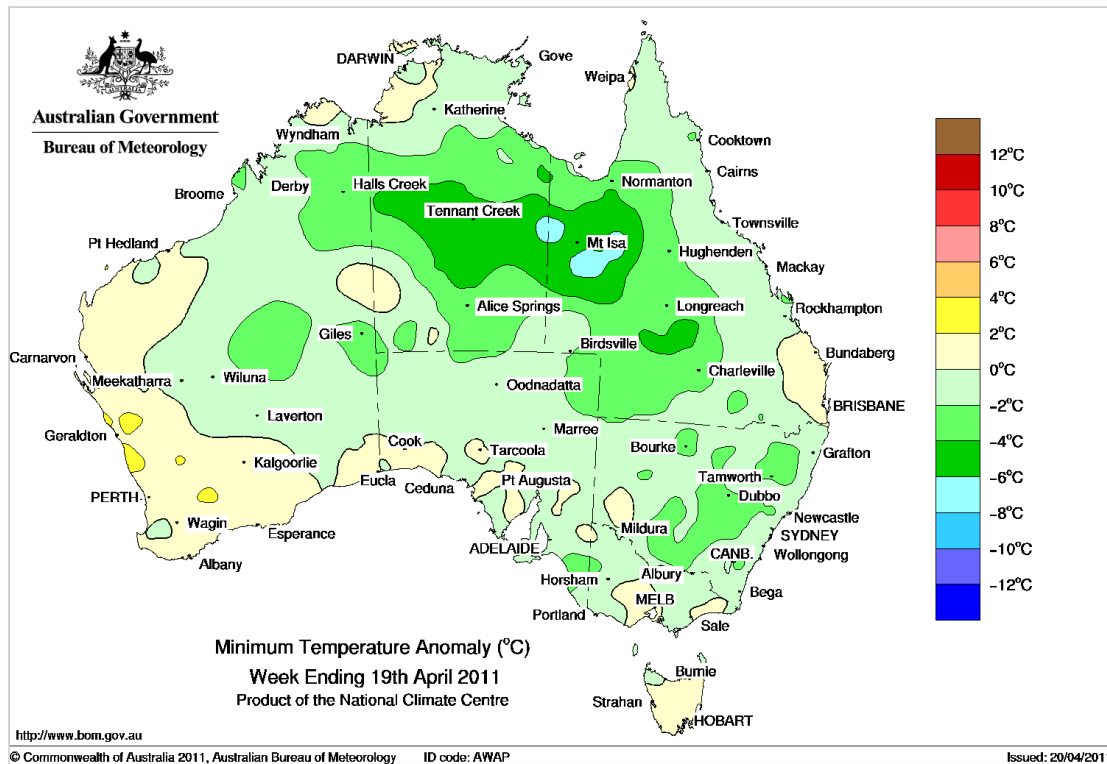 Australian Government
Bureau of Meteorology
DARWIN
Gove
Weipa
Katherine
Wyndham
Cooktown
Cairns
Derby
Halls Creek
Normanton
Broome
Tennant Creek
Townsville
Mt Isa
Pt Hedland
Hughenden
Mackay
Alice Springs
Longreach
Rockhampton
Giles
Birdsville
Carnarvon
Bundaberg
Meekatharra
Wiluna
Oodnadatta
Charleville
Laverton
BRISBANE
Marree
Geraldton
Cook
Tarcoola
Bourke
Grafton
Kalgoorlie
Eucla
Ceduna
Pt Augusta
Tamworth
PERTH
Dubbo
Wagin
Esperance
Mildura
Newcastle
SYDNEY
ADELAIDE
CANB.
Wollongong
Albany
Horsham
Albury
Bega
MELB
Portland
Sale
Burnie
Strahan
HOBART
12°C
10°C
8°C
6°C
4°C
2°C
0°C
-2°C
-4°C
-6°C
-8°C
-10°C
-12°C
Minimum Temperature Anomaly (°C)
Week Ending 19th April 2011
Product of the National Climate Centre
http://www.bom.gov.au
© Commonwealth of Australia 2011, Australian Bureau of Meteorology ID code: AWAP Issued: 20/04/2011